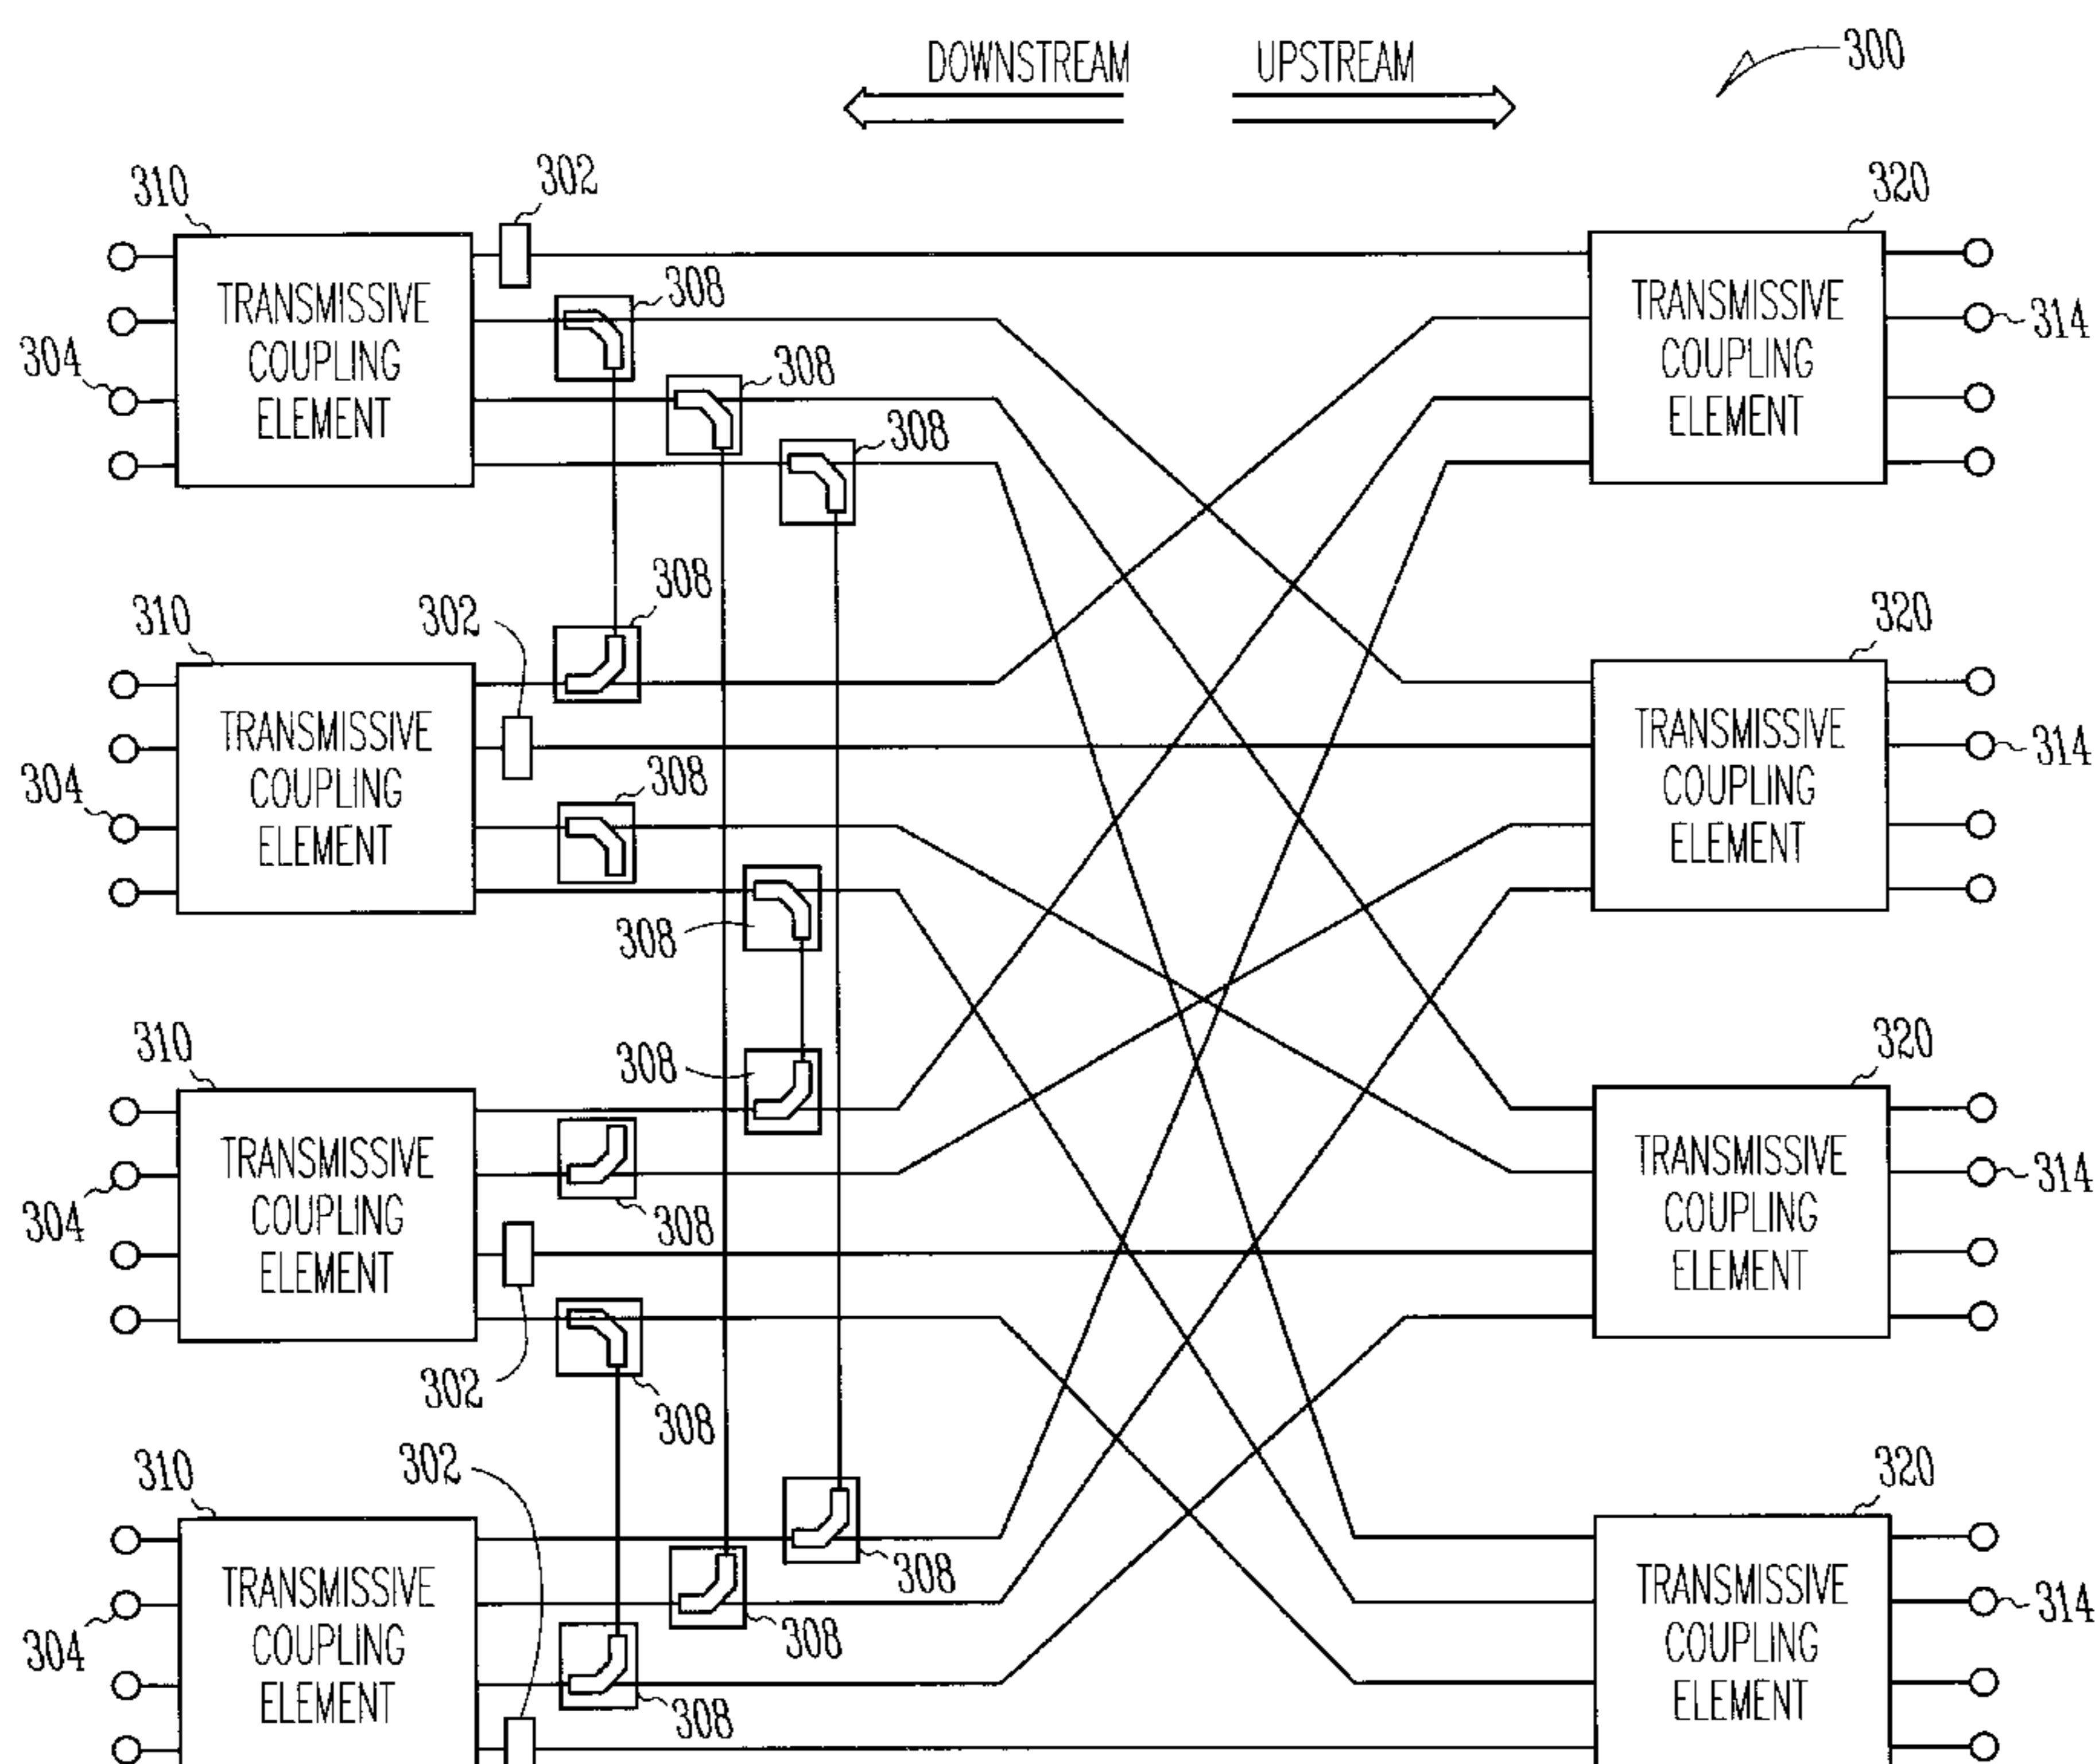 DOWNSTREAM UPSTREAM 300
310 302 320
TRANSMISSIVE
COUPLING
ELEMENT
304
308
308
308
TRANSMISSIVE
COUPLING
ELEMENT
314
310 302 308 320
TRANSMISSIVE
COUPLING
ELEMENT
304
308
308
TRANSMISSIVE
COUPLING
ELEMENT
314
310 308 320
TRANSMISSIVE
COUPLING
ELEMENT
304
308
302
308
TRANSMISSIVE
COUPLING
ELEMENT
314
310 302 320
TRANSMISSIVE
COUPLING
ELEMENT
304
308
308
308
TRANSMISSIVE
COUPLING
ELEMENT
314